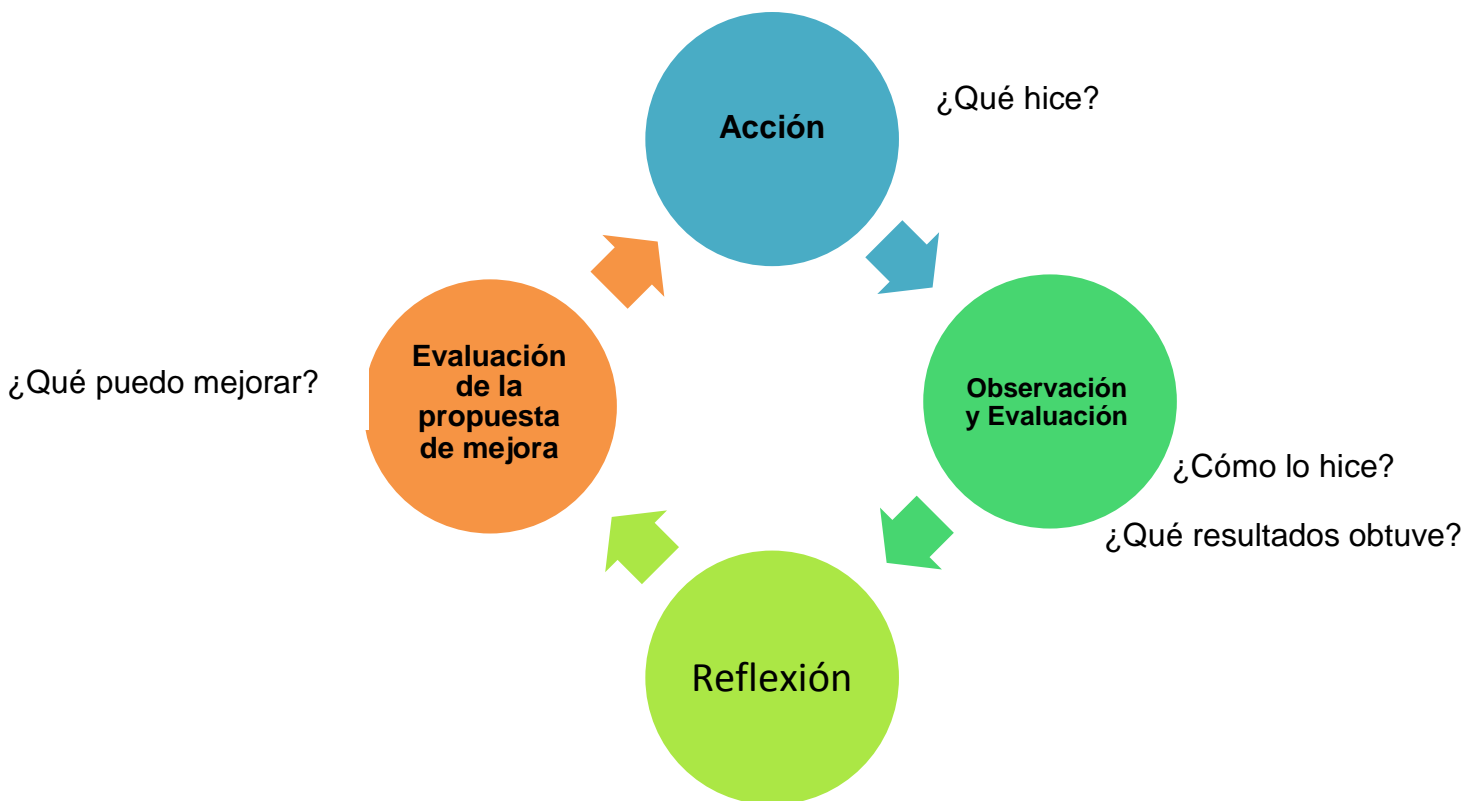 ¿Qué hice?
Acción
Evaluación
de la
propuesta
de mejora
¿Qué puedo mejorar?
Observación
y Evaluación
¿Cómo lo hice?
¿Qué resultados obtuve?
Reflexión